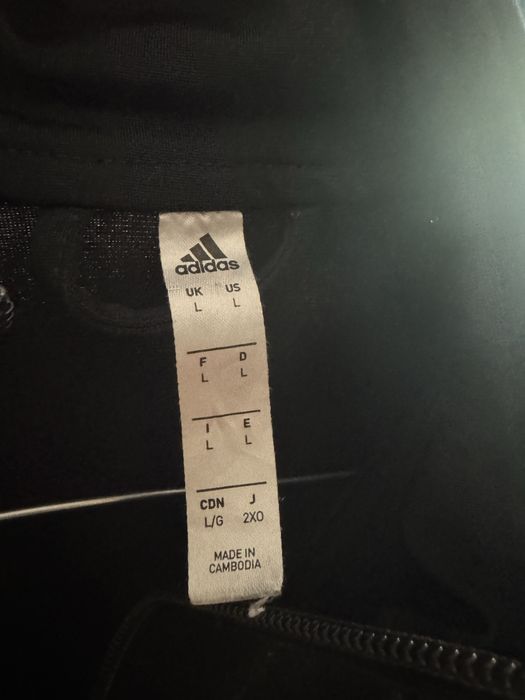 adidas
UK US
L L
F D
L L
I E
L L
CDN J
L/G 2XO
MADE IN
CAMBODIA